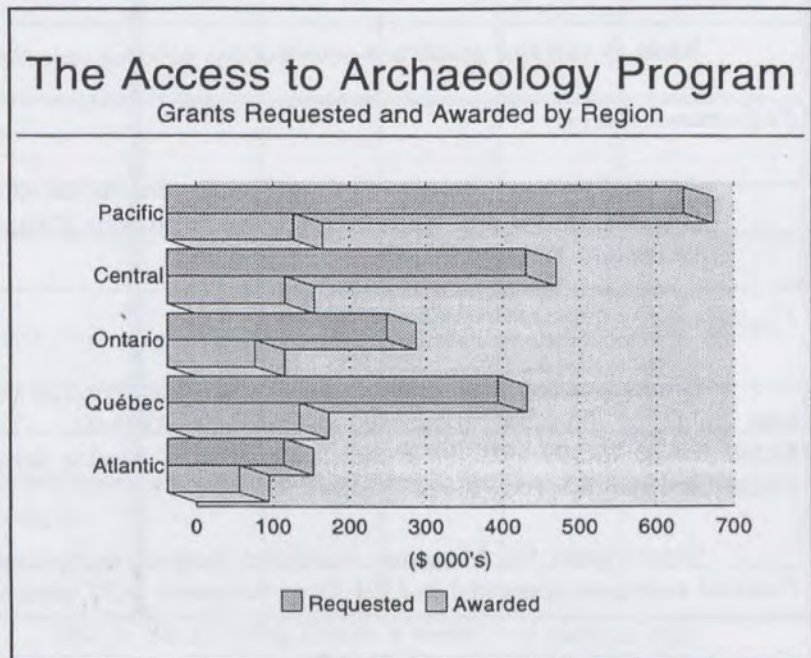 The Access to Archaeology Program
Grants Requested and Awarded by Region
Pacific
Central
Ontario
Québec
Atlantic
0 100 200 300 400 500 600 700
($ 000's)
Requested Awarded